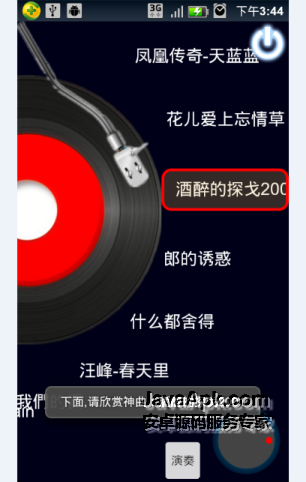 3G
下午3:44
凤凰传奇-天蓝蓝
花儿爱上忘情草
酒醉的探戈200
郎的诱惑
什么都舍得
汪峰-春天里
我們的
ain
下面,请欣赏神曲
JavaApk.com
安卓源码服务专家
演奏